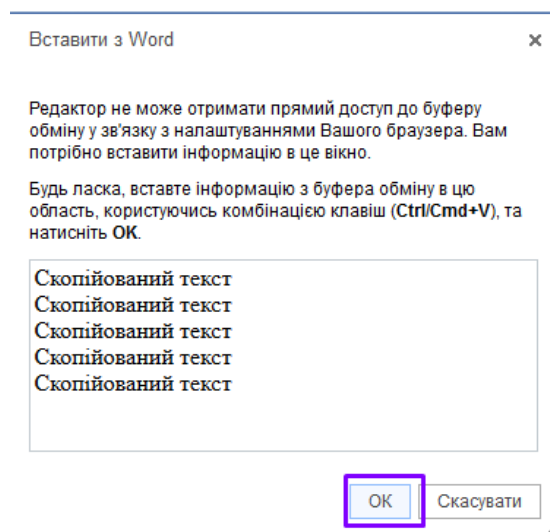 Вставити з Word
Редактор не може отримати прямий доступ до буферу
обміну у зв'язку з налаштуваннями Вашого браузера. Вам
потрібно вставити інформацію в це вікно.
Будь ласка, вставте інформацію з буфера обміну в цю
область, користуючись комбінацією клавіш (Ctrl/Cmd+V), та
натисніть OK.
Скопійований текст
Скопійований текст
Скопійований текст
Скопійований текст
Скопійований текст
ОК Скасувати